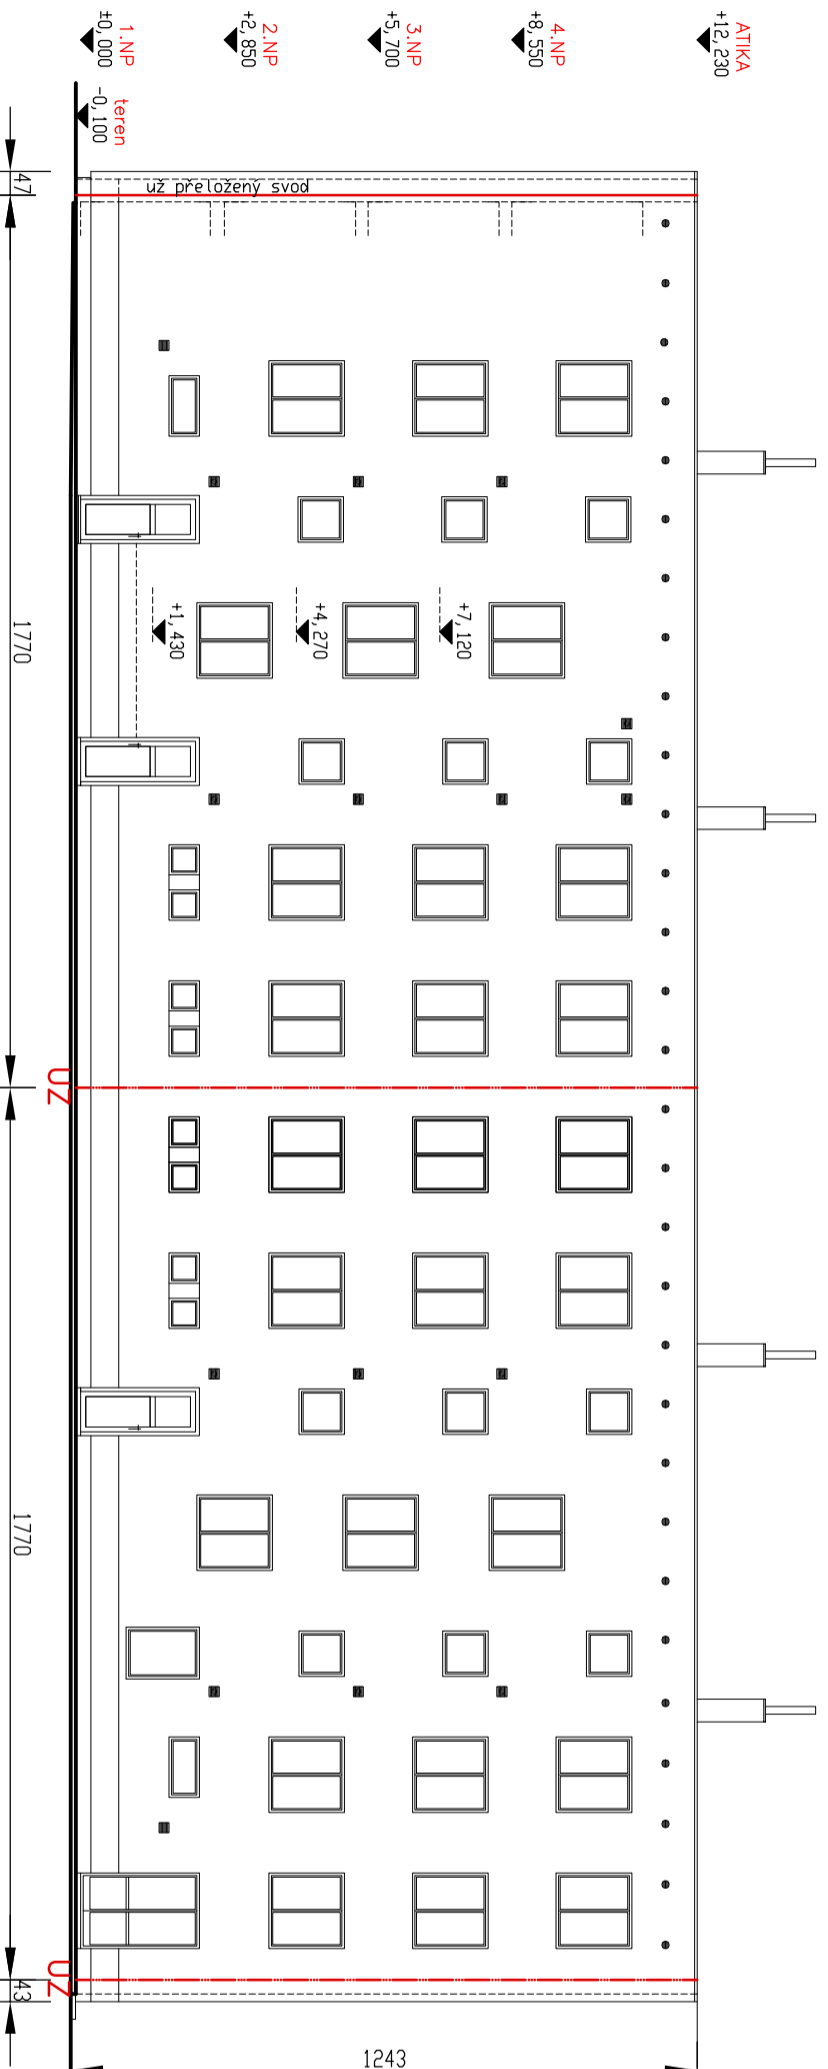 ATIKA
+12,230
4.NP
+8,550
3.NP
+5,700
2.NP
+2,850
1.NP
±0,000
teren
-0,100
už přeložený svod
+7,120
+4,270
+1,430
UZ
UZ
47
1770
1770
43
1243